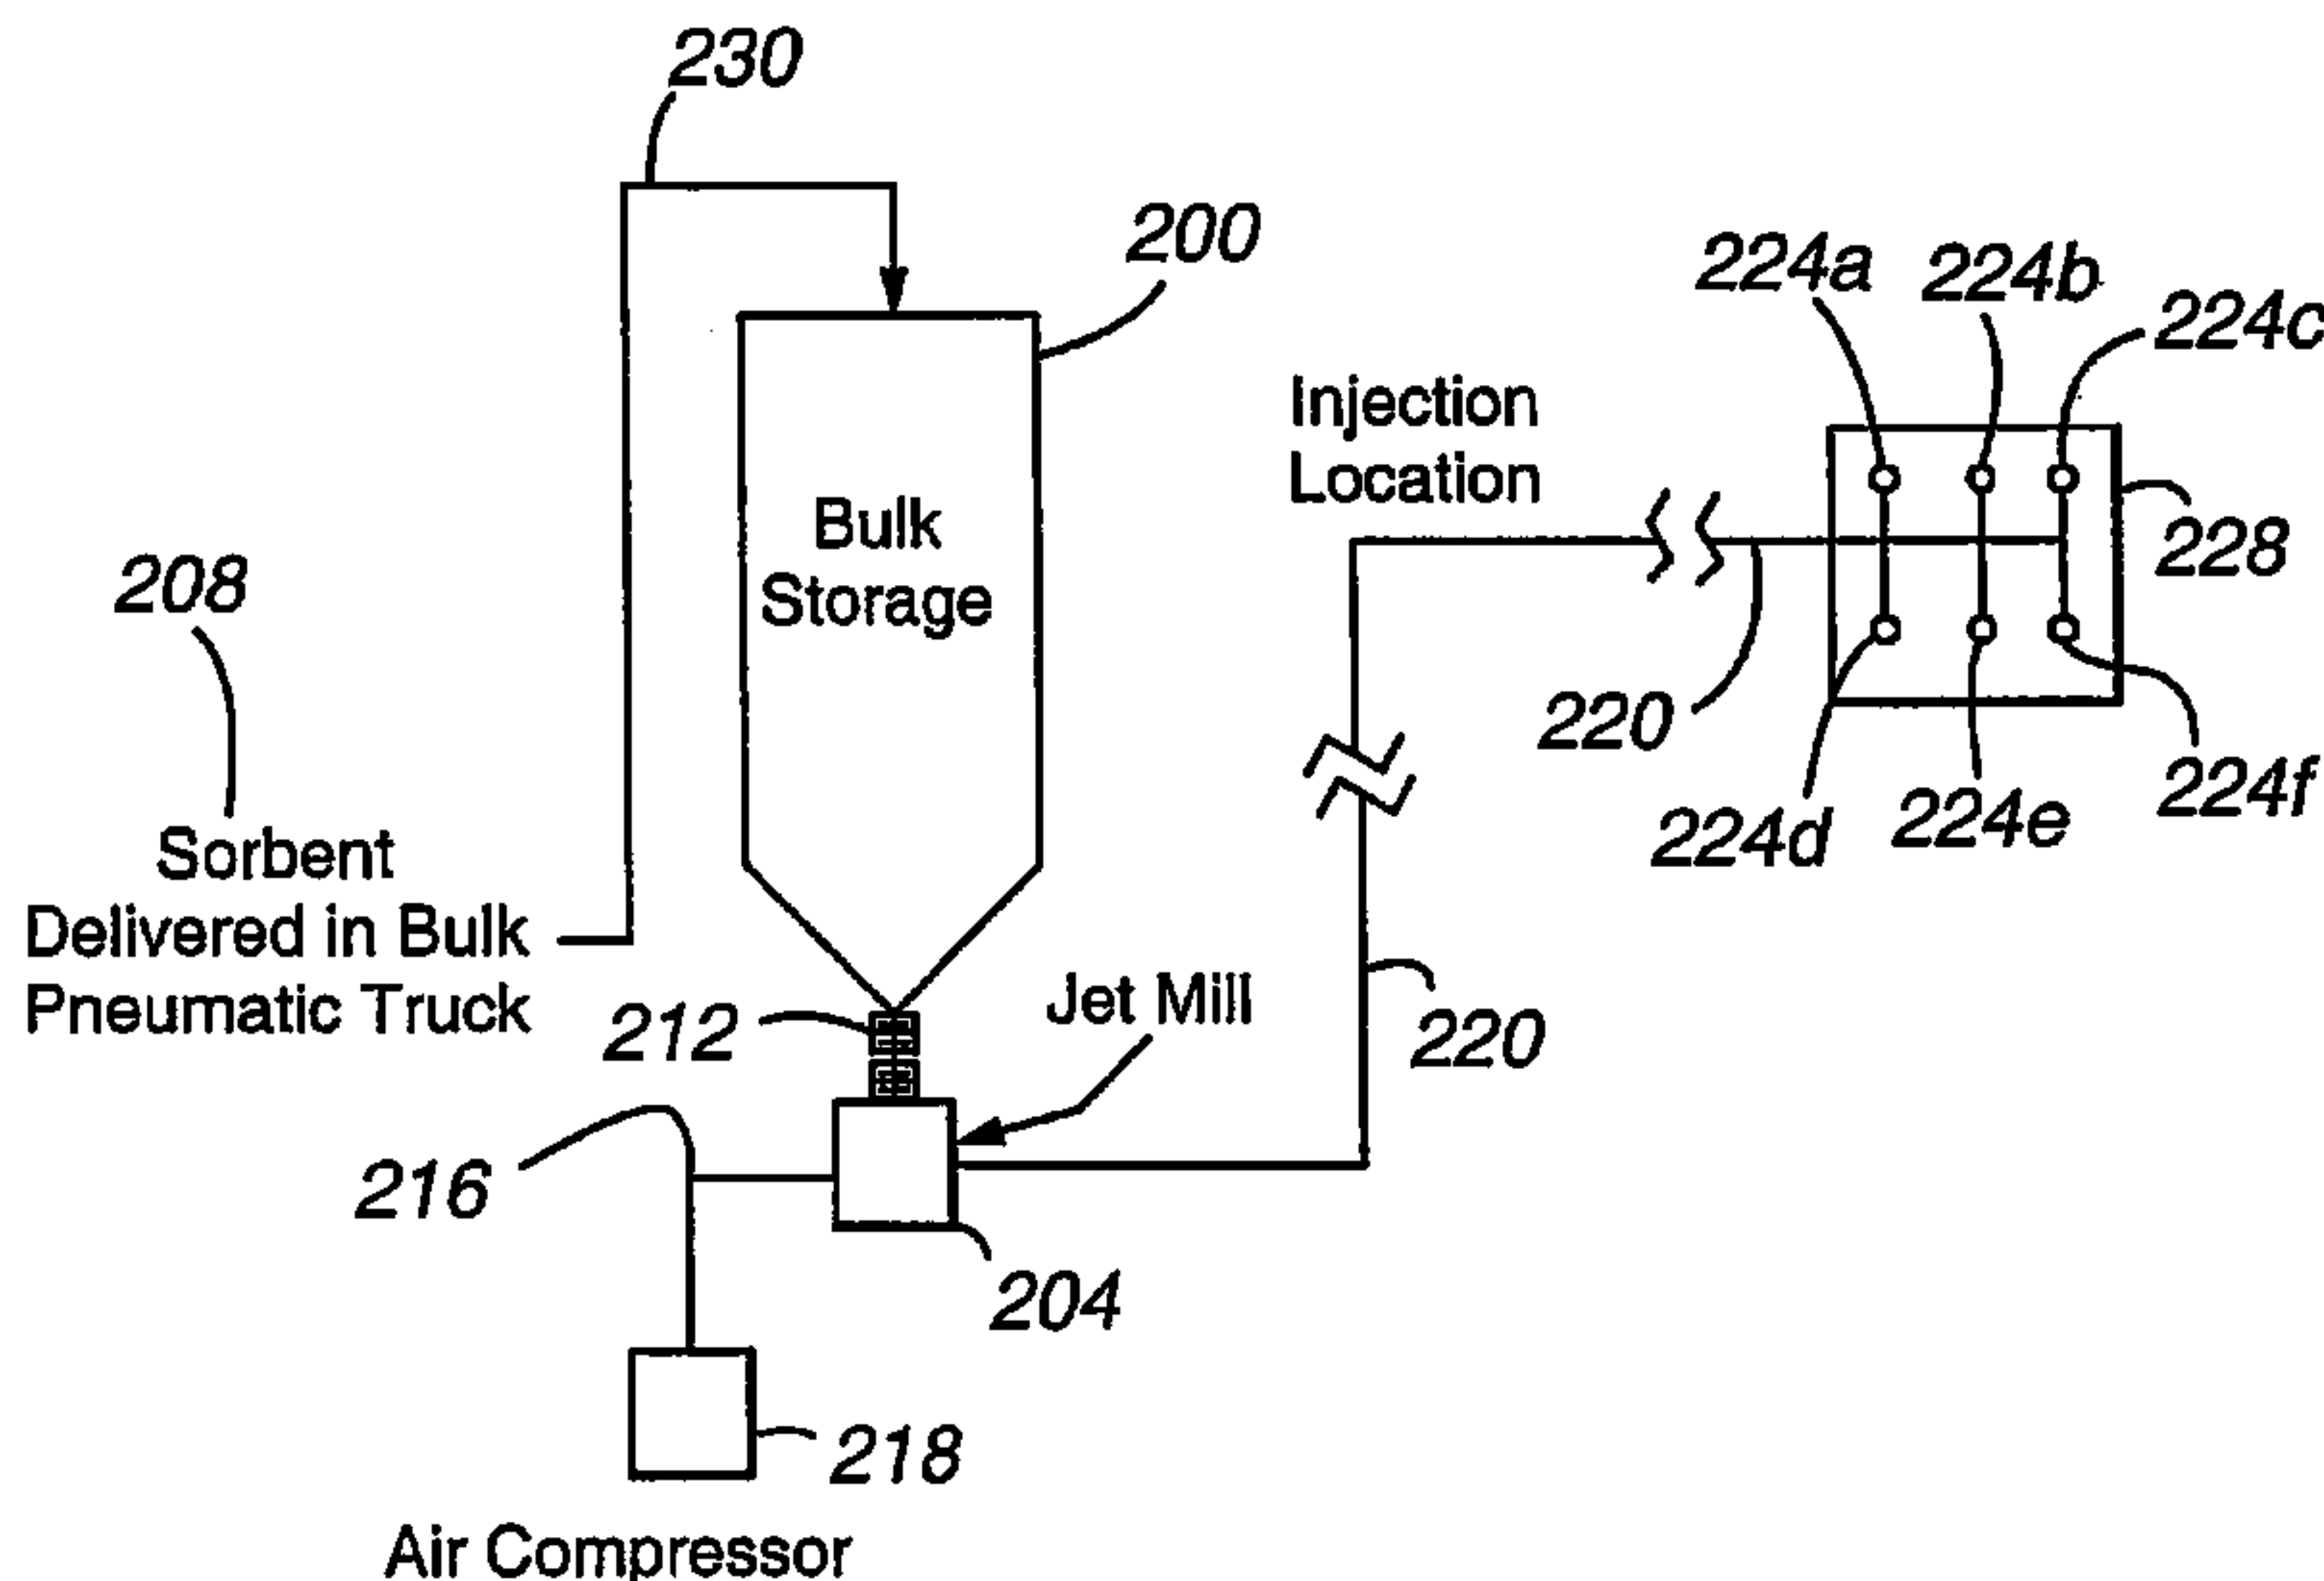 230
200
224a
224b
224c
Injection
Location
Bulk
Storage
228
208
220
224d
224e
224f
Sorbent
Delivered in Bulk
Pneumatic Truck
212
Jet Mill
220
216
204
218
Air Compressor